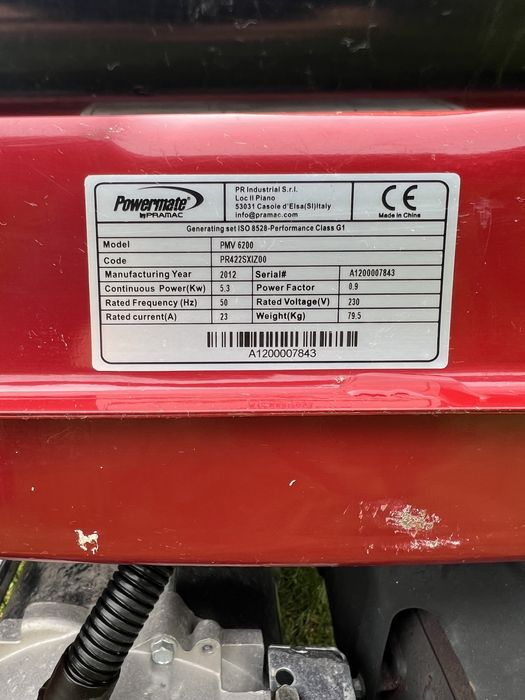 Powermate®
by PRAMAC
PR Industrial S.r.l.
Loc Il Piano
53031 Casole d'Elsa(SI)Italy
info@pramac.com
CE
Made in China
Generating set ISO 8528-Performance Class G1
Model PMV 6200
Code PR422SXIZ00
Manufacturing Year 2012 Serial# A1200007843
Continuous Power(Kw) 5.3 Power Factor 0.9
Rated Frequency (Hz) 50 Rated Voltage(V) 230
Rated current(A) 23 Weight(Kg) 79.5
A1200007843